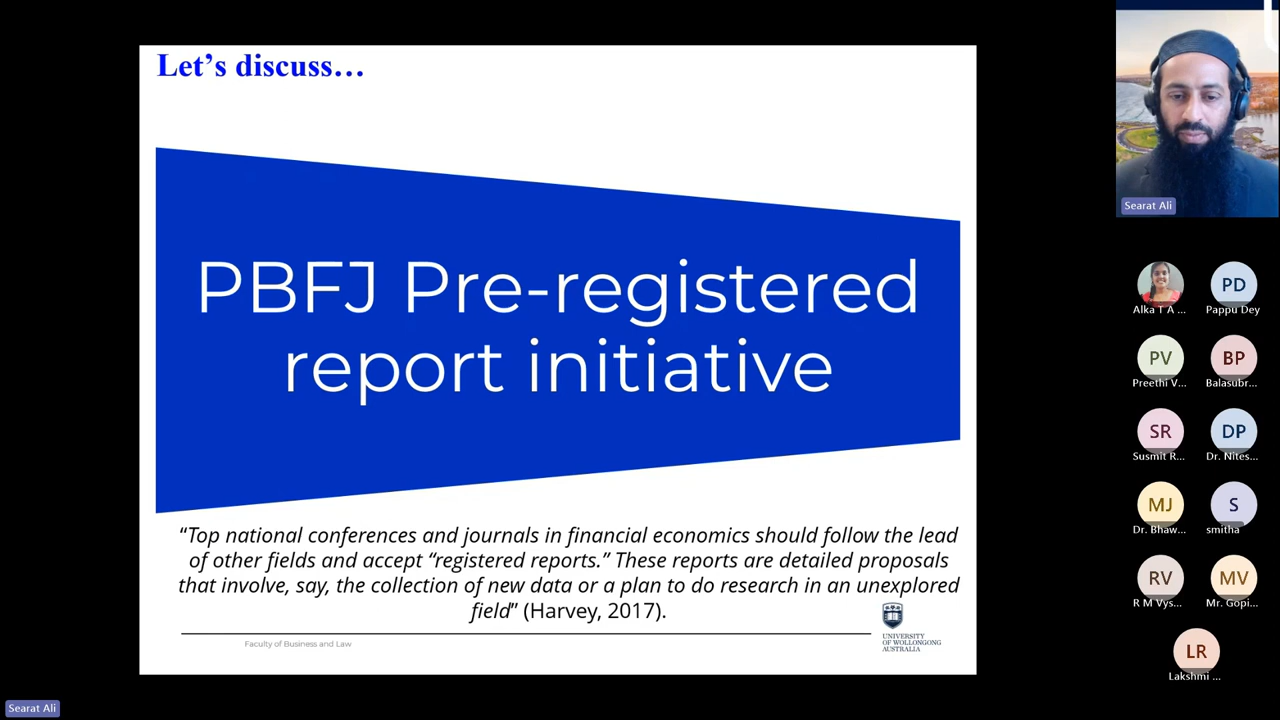 Let's discuss...
PBFJ Pre-registered
report initiative
“Top national conferences and journals in financial economics should follow the lead
of other fields and accept “registered reports.” These reports are detailed proposals
that involve, say, the collection of new data or a plan to do research in an unexplored
field” (Harvey, 2017).
Faculty of Business and Law
UNIVERSITY
OF WOLLONGONG
AUSTRALIA
Searat Ali
PD
Alka T A ...
Pappu Dey
PV
BP
Preethi V...
Balasubr...
SR
DP
Susmit R...
Dr. Nites...
MJ
S
Dr. Bhaw...
smitha
RV
MV
R M Vys...
Mr. Gopi...
LR
Lakshmi ...
Searat Ali